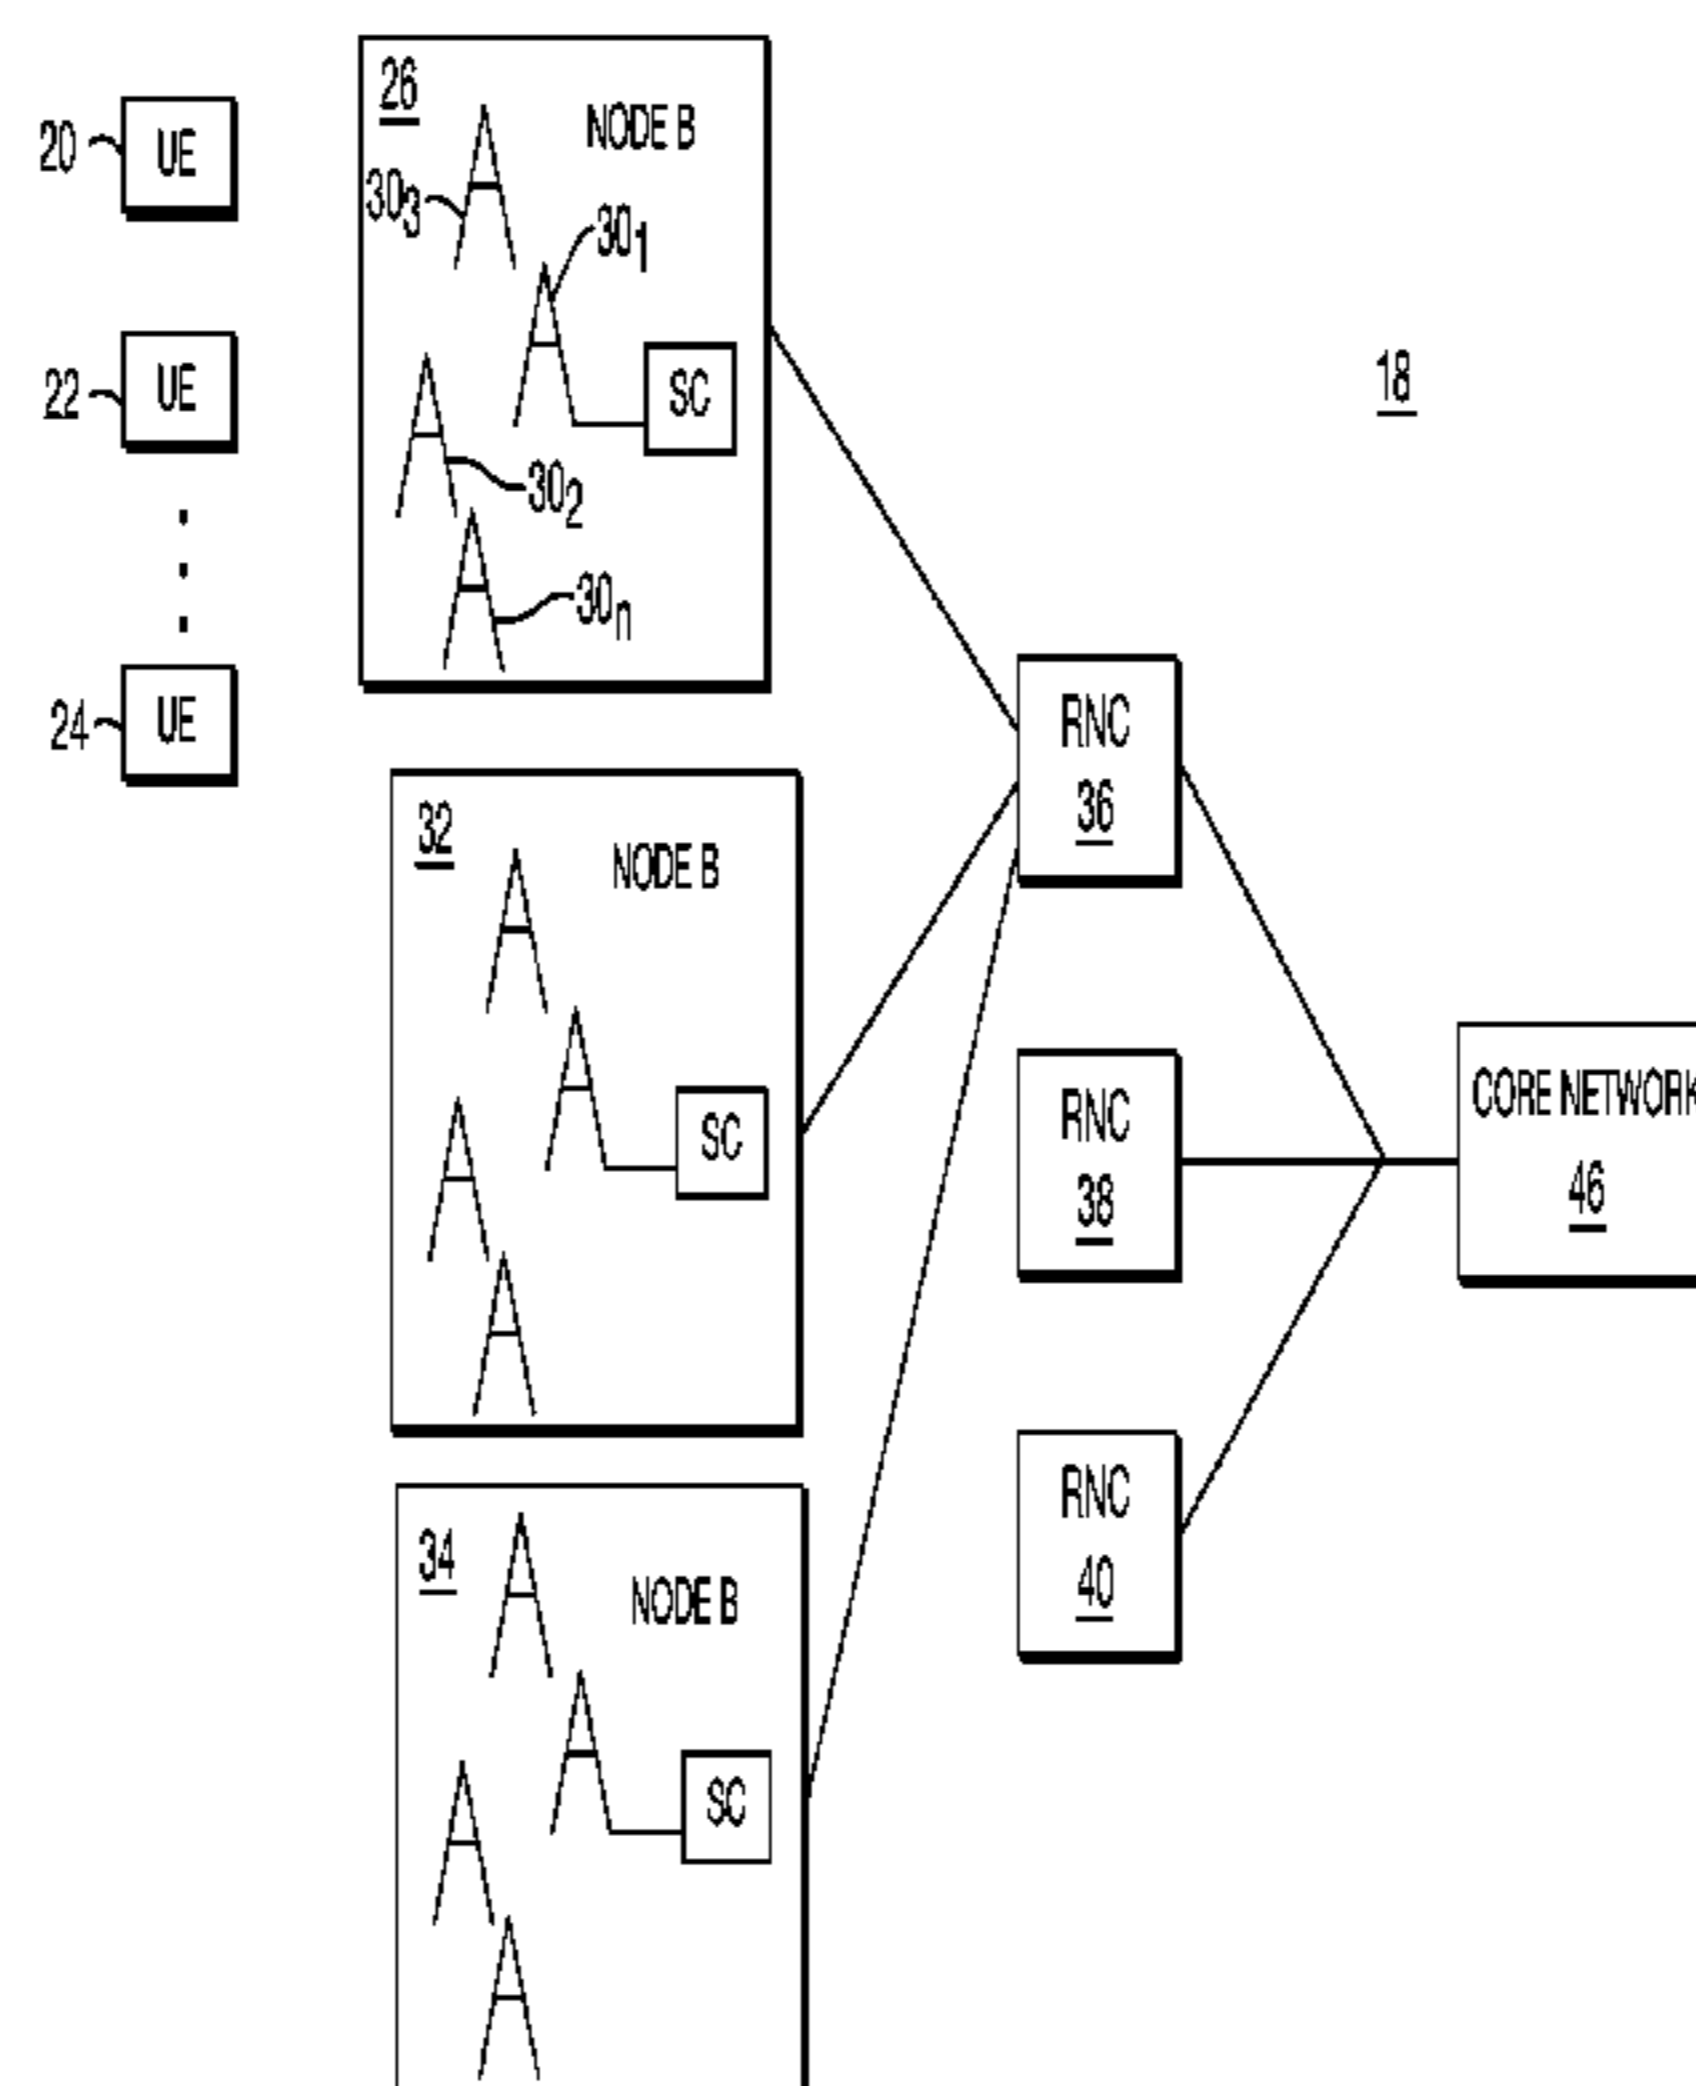 20
UE
22
UE
24
UE
26
NODE B
30₃
30₁
SC
30₂
30ₙ
32
NODE B
SC
34
NODE B
SC
18
RNC
36
RNC
38
RNC
40
CORE NETWORK
46